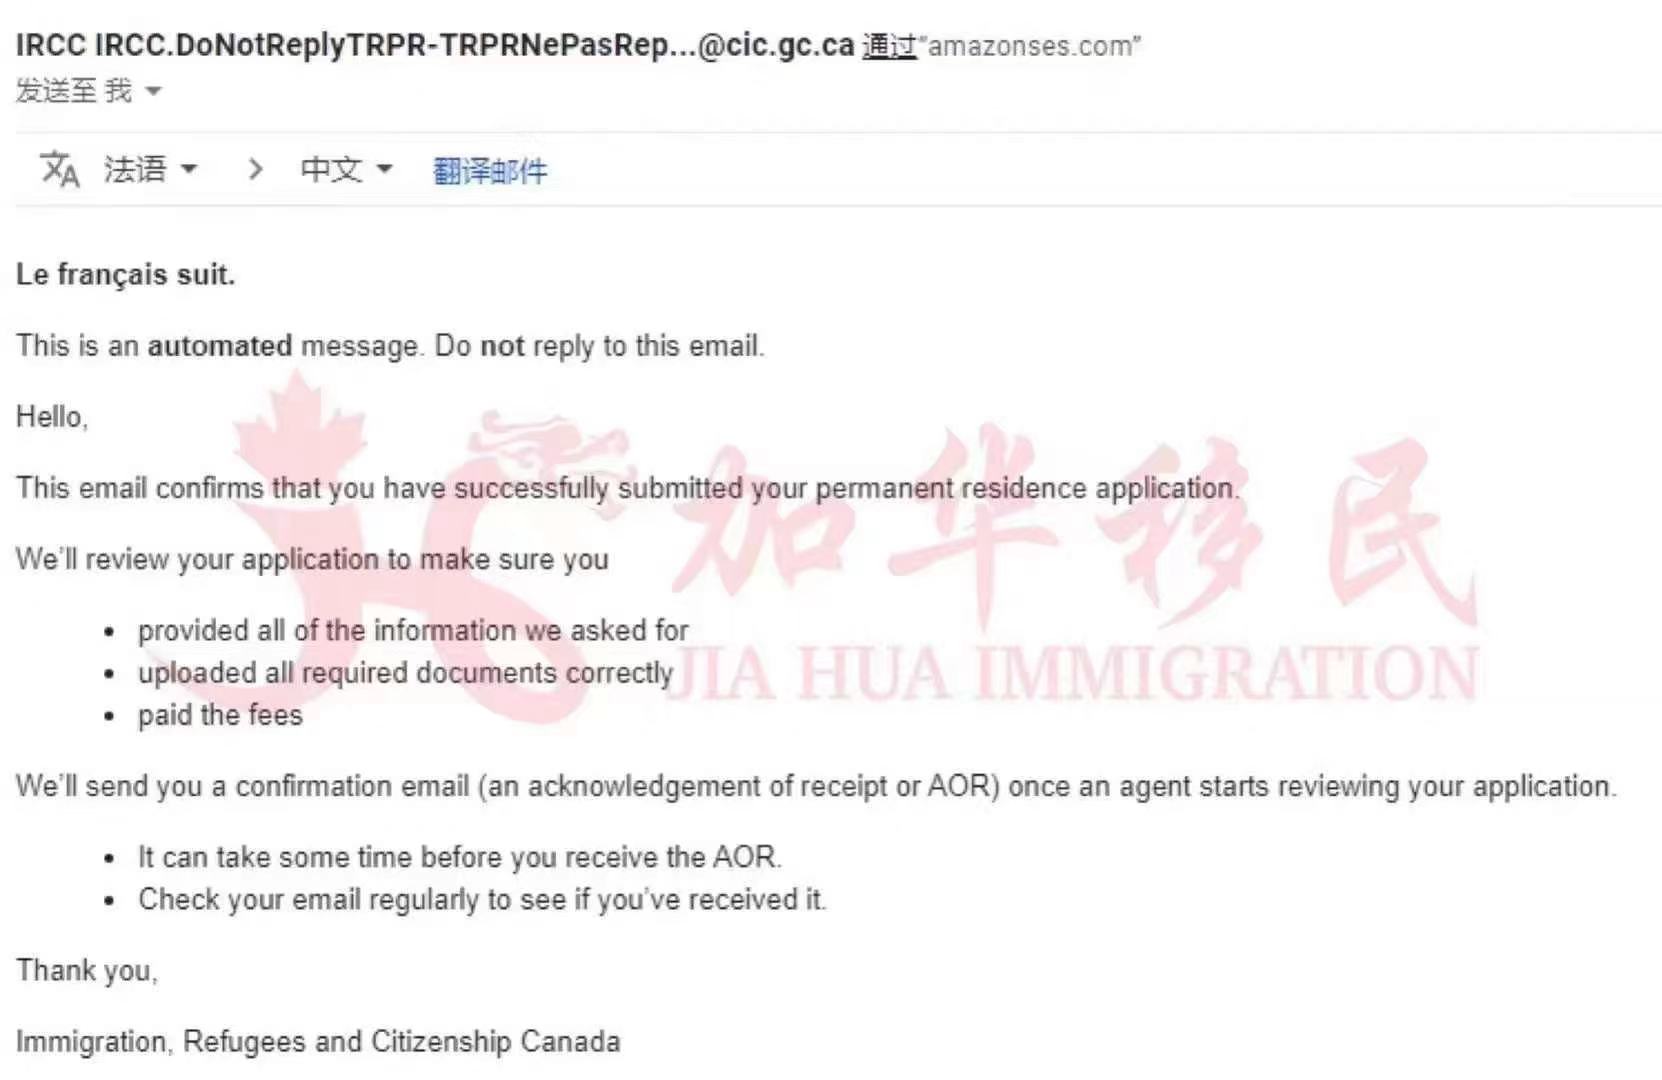 IRCC IRCC.DoNotReplyTRPR-TRPRNePasRep...@cic.gc.ca 通过"amazonses.com"
发送至 我
文A 法语 > 中文 翻译邮件
Le français suit.
This is an automated message. Do not reply to this email.
Hello,
This email confirms that you have successfully submitted your permanent residence application.
We'll review your application to make sure you
• provided all of the information we asked for
• uploaded all required documents correctly
• paid the fees
加华移民
JIA HUA IMMIGRATION
We'll send you a confirmation email (an acknowledgement of receipt or AOR) once an agent starts reviewing your application.
• It can take some time before you receive the AOR.
• Check your email regularly to see if you've received it.
Thank you,
Immigration, Refugees and Citizenship Canada